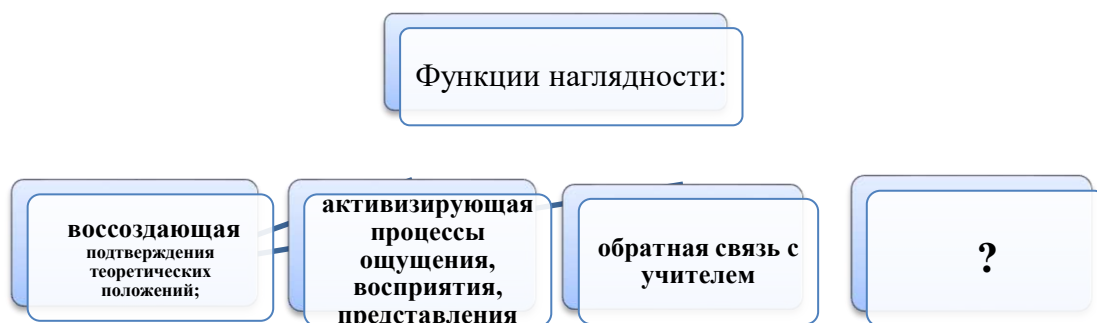 Функции наглядности:
воссоздающая
подтверждения
теоретических
положений;
активизирующая
процессы
ощущения,
восприятия,
представления
обратная связь с
учителем
?